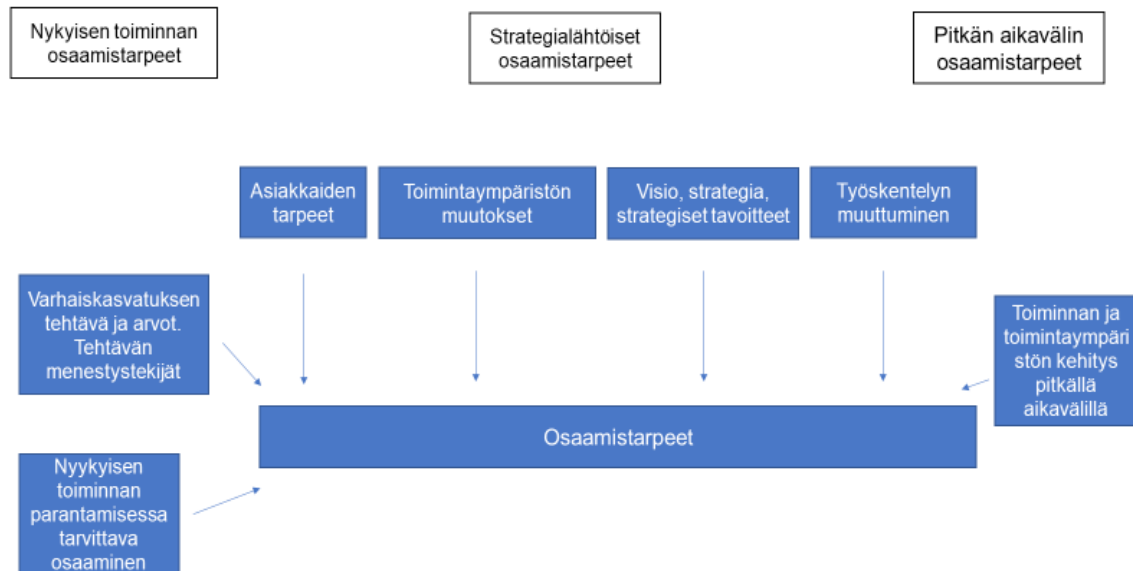 Nykyisen toiminnan
osaamistarpeet
Strategialähtöiset
osaamistarpeet
Pitkän aikavälin
osaamistarpeet
Asiakkaiden
tarpeet
Toimintaympäristön
muutokset
Visio, strategia,
strategiset tavoitteet
Työskentelyn
muuttuminen
Varhaiskasvatuksen
tehtävä ja arvot.
Tehtävän
menestystekijät
Toiminnan ja
toimintaympäri
stön kehitys
pitkällä
aikavälillä
Osaamistarpeet
Nyykyisen
toiminnan
parantamisessa
tarvittava
osaaminen